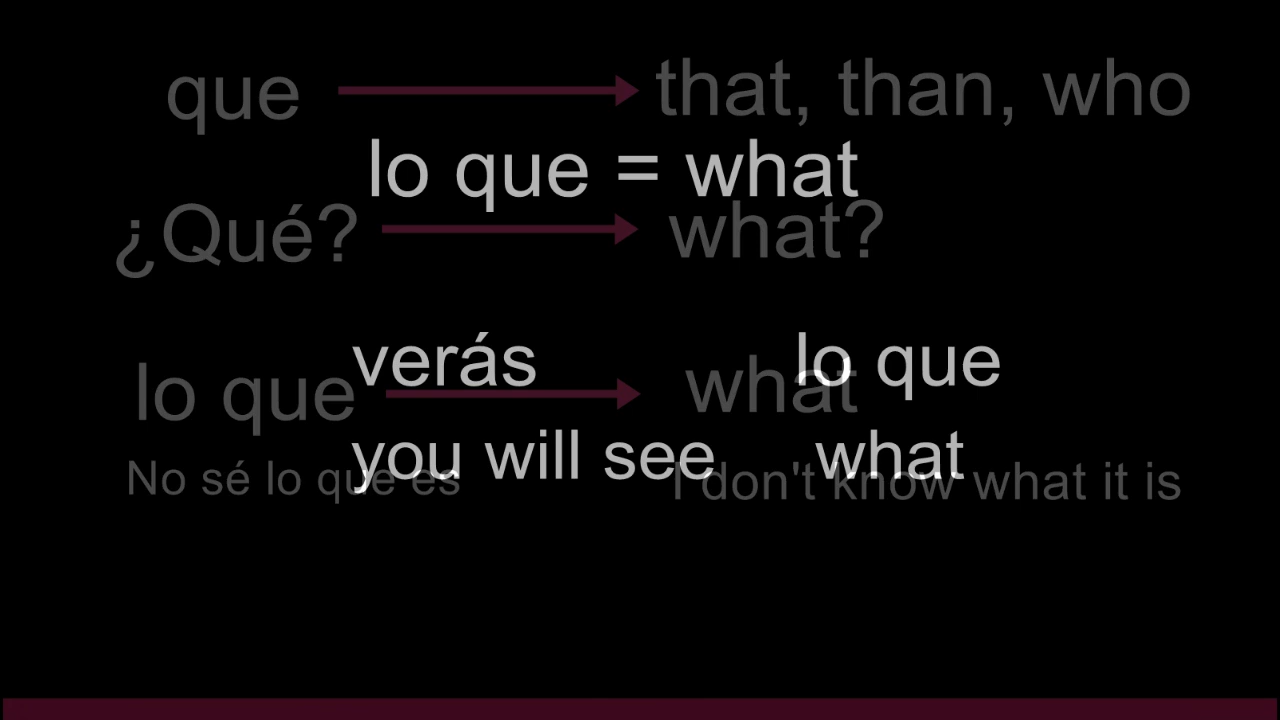 que that, than, who
lo que = what
¿Qué? what?
verás lo que
lo que what
you will see what
No sé lo que es I don't know what it is